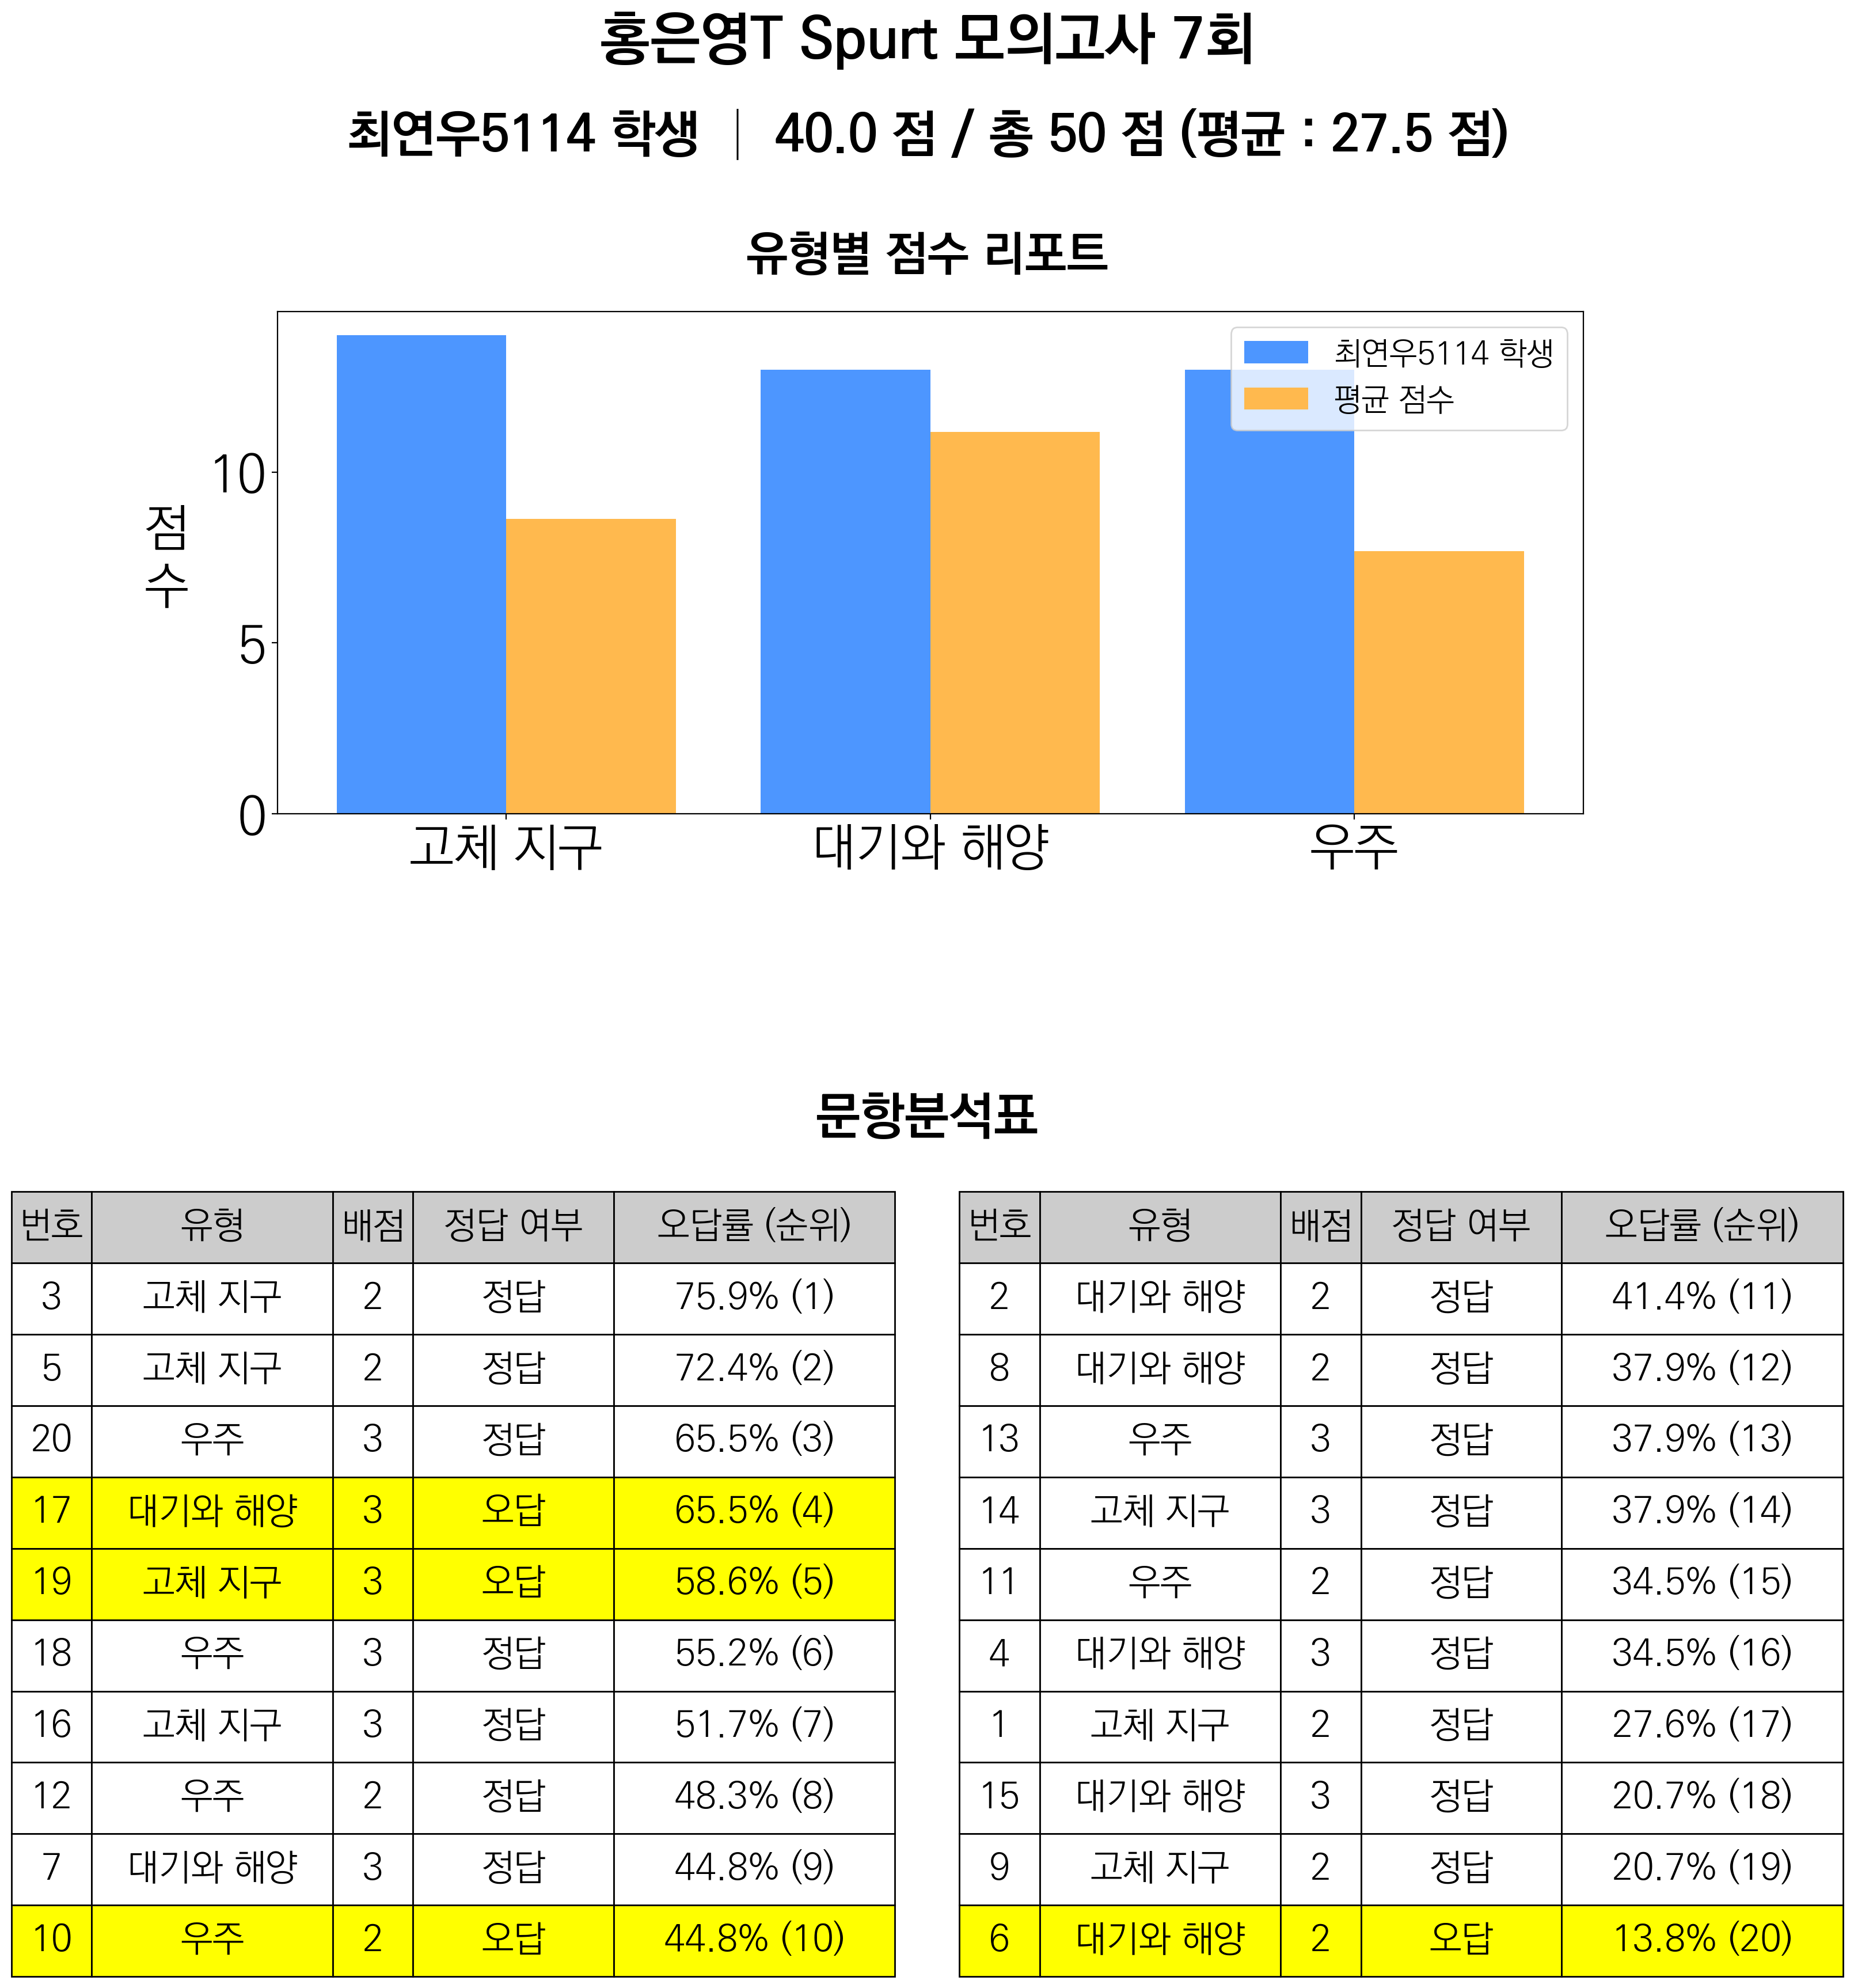 홍은영T Spurt 모의고사 7회
최연우5114 학생 │ 40.0 점 / 총 50 점 (평균 : 27.5 점)
유형별 점수 리포트
최연우5114 학생
평균 점수
점
수
10
5
0
고체 지구 대기와 해양 우주
문항분석표
번호 유형 배점 정답 여부 오답률 (순위)
3 고체 지구 2 정답 75.9% (1)
5 고체 지구 2 정답 72.4% (2)
20 우주 3 정답 65.5% (3)
17 대기와 해양 3 오답 65.5% (4)
19 고체 지구 3 오답 58.6% (5)
18 우주 3 정답 55.2% (6)
16 고체 지구 3 정답 51.7% (7)
12 우주 2 정답 48.3% (8)
7 대기와 해양 3 정답 44.8% (9)
10 우주 2 오답 44.8% (10)
번호 유형 배점 정답 여부 오답률 (순위)
2 대기와 해양 2 정답 41.4% (11)
8 대기와 해양 2 정답 37.9% (12)
13 우주 3 정답 37.9% (13)
14 고체 지구 3 정답 37.9% (14)
11 우주 2 정답 34.5% (15)
4 대기와 해양 3 정답 34.5% (16)
1 고체 지구 2 정답 27.6% (17)
15 대기와 해양 3 정답 20.7% (18)
9 고체 지구 2 정답 20.7% (19)
6 대기와 해양 2 오답 13.8% (20)